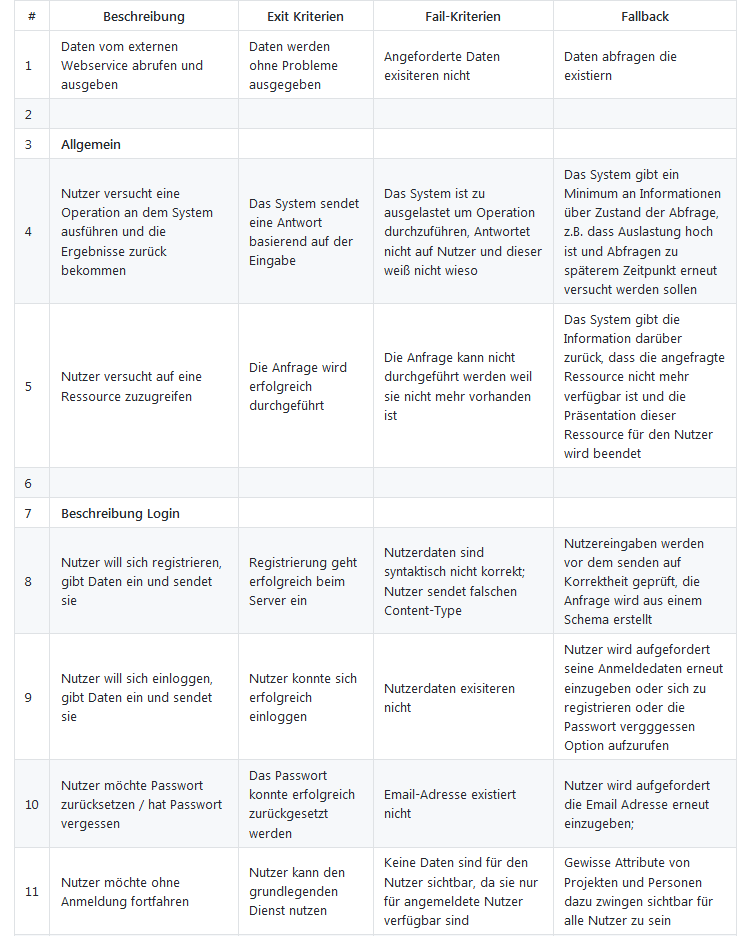 # Beschreibung Exit Kriterien Fail-Kriterien Fallback
1
Daten vom externen
Webservice abrufen und
ausgeben
Daten werden
ohne Probleme
ausgegeben
Angeforderte Daten
exisiteren nicht
Daten abfragen die
existiern
2
3 Allgemein
4
Nutzer versucht eine
Operation an dem System
ausführen und die
Ergebnisse zurück
bekommen
Das System sendet
eine Antwort
basierend auf der
Eingabe
Das System ist zu
ausgelastet um Operation
durchzuführen, Antwortet
nicht auf Nutzer und dieser
weiß nicht wieso
Das System gibt ein
Minimum an Informationen
über Zustand der Abfrage,
z.B. dass Auslastung hoch
ist und Abfragen zu
späterem Zeitpunkt erneut
versucht werden sollen
5
Nutzer versucht auf eine
Ressource zuzugreifen
Die Anfrage wird
erfolgreich
durchgeführt
Die Anfrage kann nicht
durchgeführt werden weil
sie nicht mehr vorhanden
ist
Das System gibt die
Information darüber
zurück, dass die angefragte
Ressource nicht mehr
verfügbar ist und die
Präsentation dieser
Ressource für den Nutzer
wird beendet
6
7 Beschreibung Login
8
Nutzer will sich registrieren,
gibt Daten ein und sendet
sie
Registrierung geht
erfolgreich beim
Server ein
Nutzerdaten sind
syntaktisch nicht korrekt;
Nutzer sendet falschen
Content-Type
Nutzereingaben werden
vor dem senden auf
Korrektheit geprüft, die
Anfrage wird aus einem
Schema erstellt
9
Nutzer will sich einloggen,
gibt Daten ein und sendet
sie
Nutzer konnte sich
erfolgreich
einloggen
Nutzerdaten exisiteren
nicht
Nutzer wird aufgefordert
seine Anmeldedaten erneut
einzugeben oder sich zu
registrieren oder die
Passwort vergggessen
Option aufzurufen
10
Nutzer möchte Passwort
zurücksetzen / hat Passwort
vergessen
Das Passwort
konnte erfolgreich
zurückgesetzt
werden
Email-Adresse existiert
nicht
Nutzer wird aufgefordert
die Email Adresse erneut
einzugeben;
11
Nutzer möchte ohne
Anmeldung fortfahren
Nutzer kann den
grundlegenden
Dienst nutzen
Keine Daten sind für den
Nutzer sichtbar, da sie nur
für angemeldete Nutzer
verfügbar sind
Gewisse Attribute von
Projekten und Personen
dazu zwingen sichtbar für
alle Nutzer zu sein